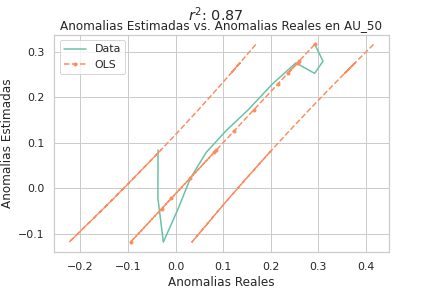 r²: 0.87
Anomalias Estimadas vs. Anomalias Reales en AU_50
Data
OLS
Anomalias Estimadas
0.3
0.2
0.1
0.0
−0.1
−0.2 −0.1 0.0 0.1 0.2 0.3 0.4
Anomalias Reales